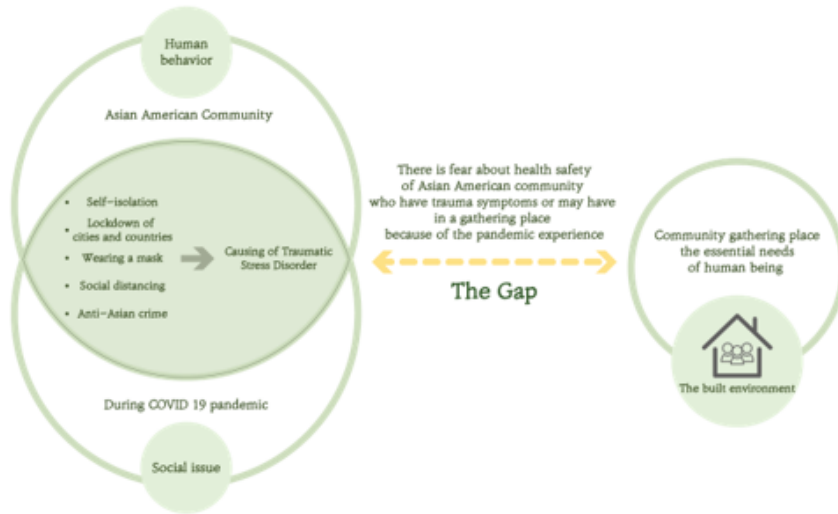 Human
behavior
Asian American Community
• Self-isolation
• Lockdown of
cities and countries
• Wearing a mask
• Social distancing
• Anti-Asian crime
Causing of Traumatic
Stress Disorder
During COVID 19 pandemic
Social issue
There is fear about health safety
of Asian American community
who have trauma symptoms or may have
in a gathering place
because of the pandemic experience
The Gap
Community gathering place
the essential needs
of human being
The built environment